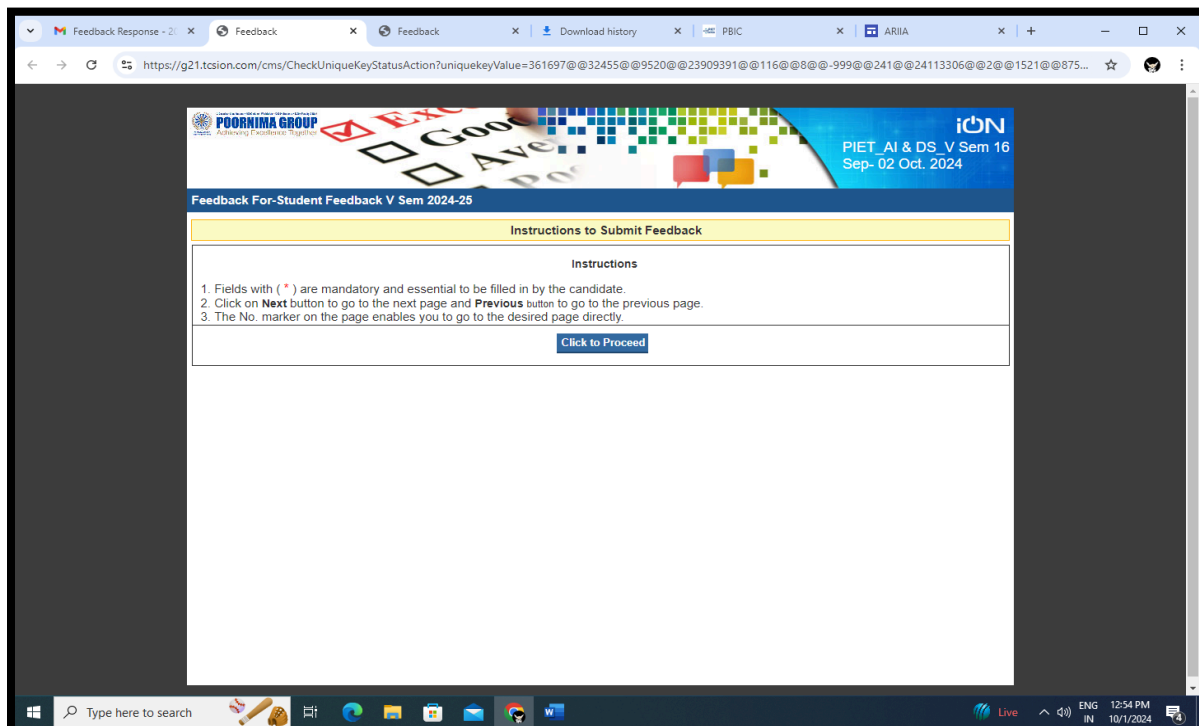 Feedback Response - 2
Feedback
Feedback
Download history
PBIC
ARIIA
https://g21.tcsion.com/cms/CheckUniqueKeyStatusAction?uniquekeyValue=361697@@32455@@9520@@23909391@@116@@8@@-999@@241@@24113306@@2@@1521@@875...
POORNIMA GROUP
Achieving Excellence Together
Exce
Good
Ave
Po
iON
PIET_AI & DS_V Sem 16
Sep- 02 Oct. 2024
Feedback For-Student Feedback V Sem 2024-25
Instructions to Submit Feedback
Instructions
1. Fields with ( * ) are mandatory and essential to be filled in by the candidate.
2. Click on Next button to go to the next page and Previous button to go to the previous page.
3. The No. marker on the page enables you to go to the desired page directly.
Click to Proceed
Type here to search
Live
ENG
IN
12:54 PM
10/1/2024
4